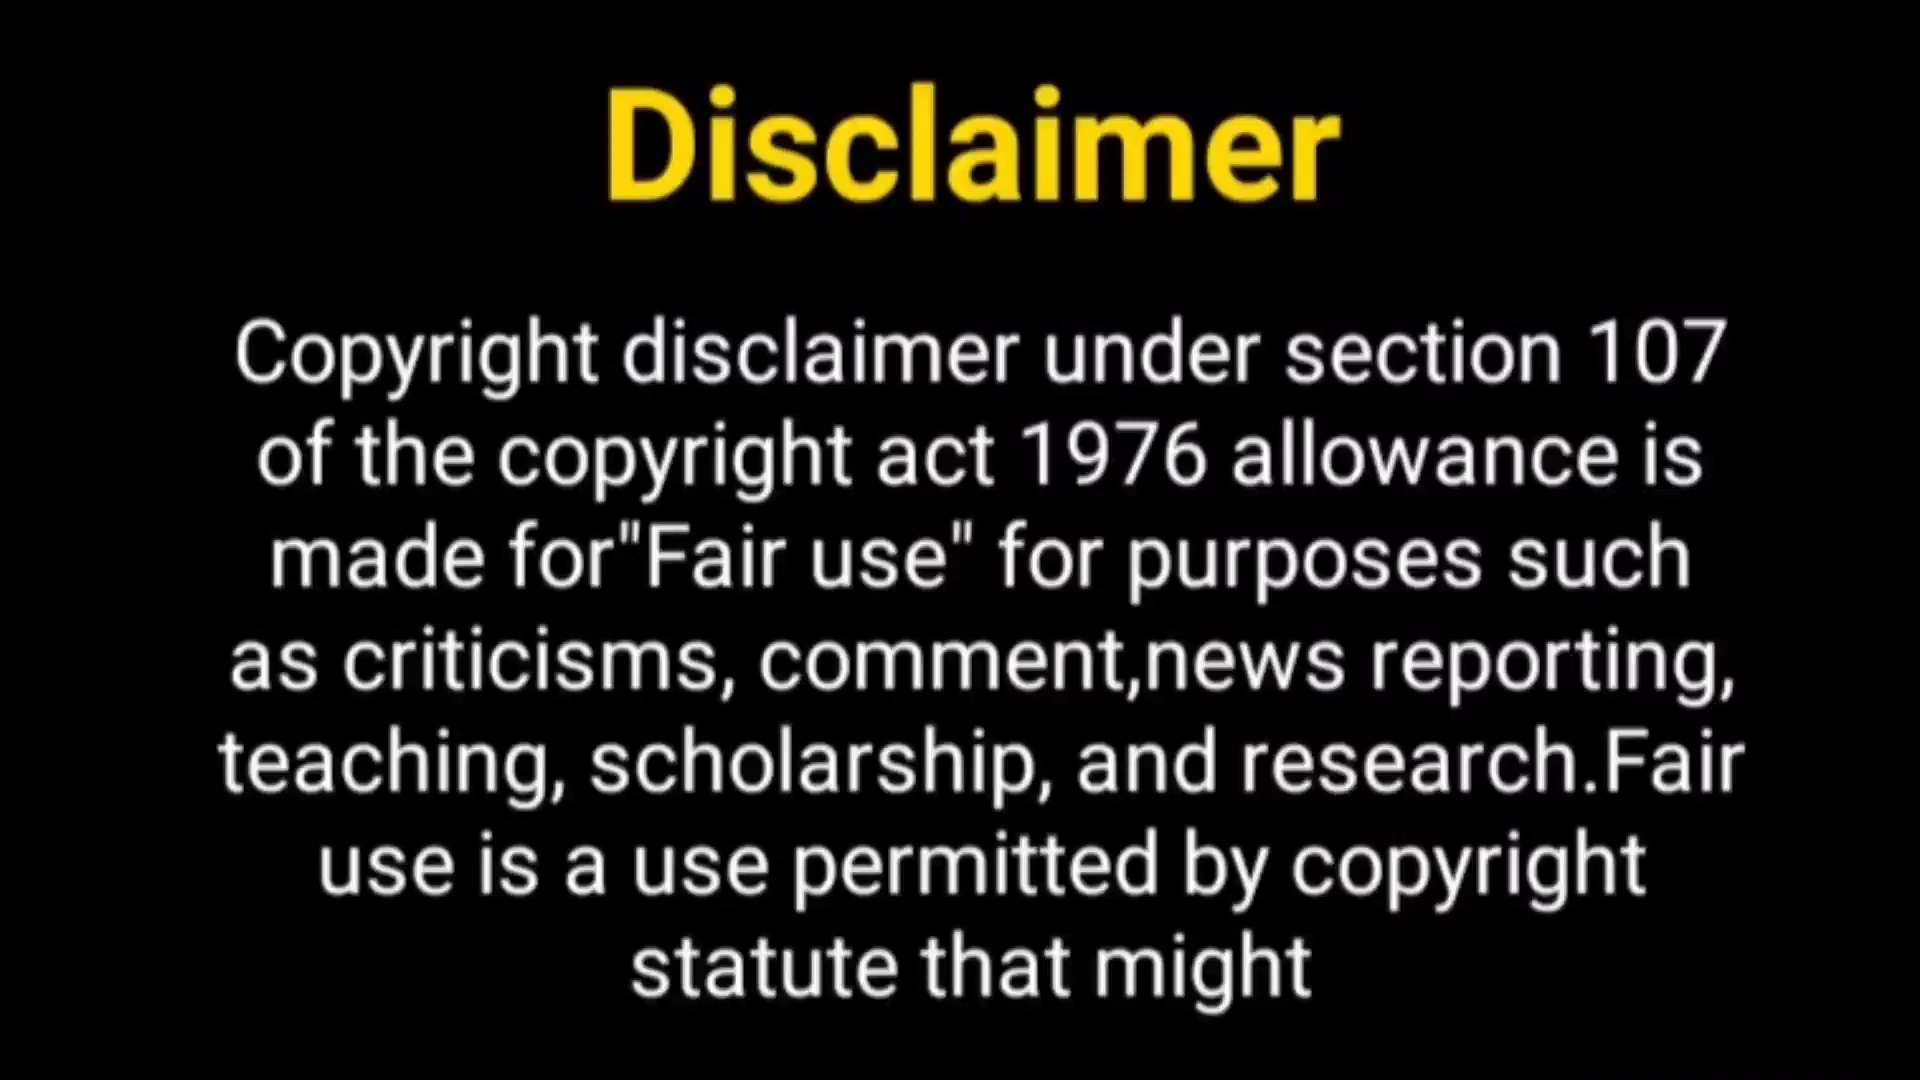 Disclaimer
Copyright disclaimer under section 107
of the copyright act 1976 allowance is
made for"Fair use" for purposes such
as criticisms, comment,news reporting,
teaching, scholarship, and research.Fair
use is a use permitted by copyright
statute that might